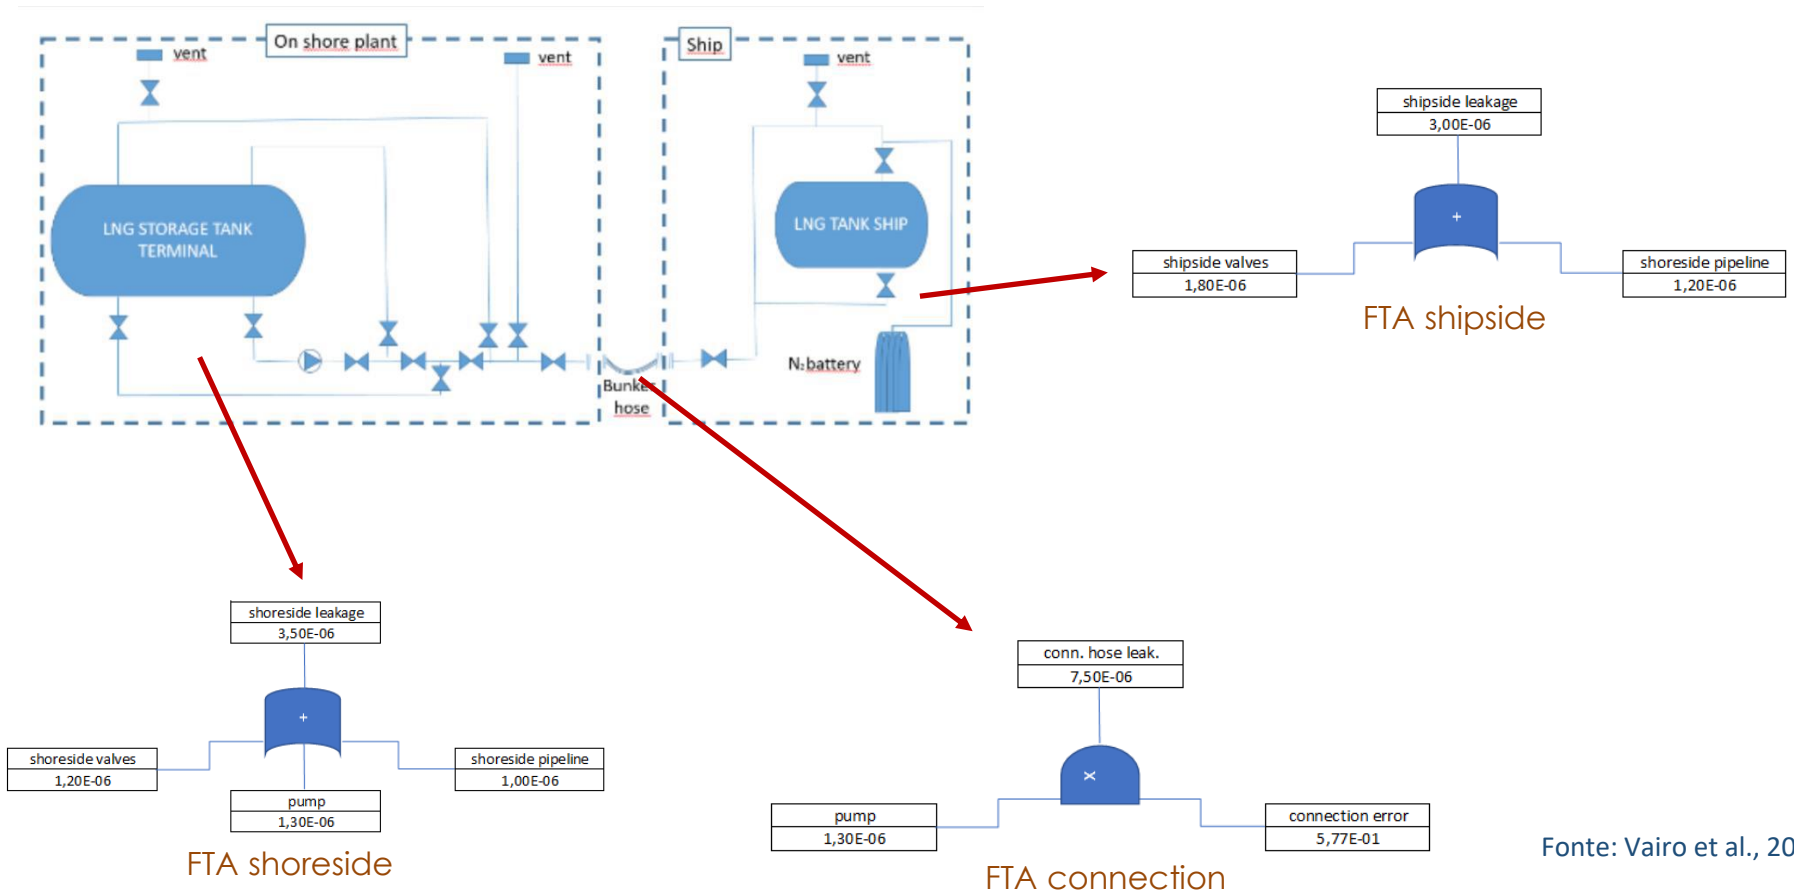 On shore plant
Ship
vent
vent
vent
LNG STORAGE TANK
TERMINAL
LNG TANK SHIP
N₂battery
Bunker
hose
shipside leakage
3,00E-06
+
shipside valves
1,80E-06
shoreside pipeline
1,20E-06
FTA shipside
shoreside leakage
3,50E-06
+
shoreside valves
1,20E-06
pump
1,30E-06
shoreside pipeline
1,00E-06
FTA shoreside
conn. hose leak.
7,50E-06
X
pump
1,30E-06
connection error
5,77E-01
FTA connection
Fonte: Vairo et al., 20